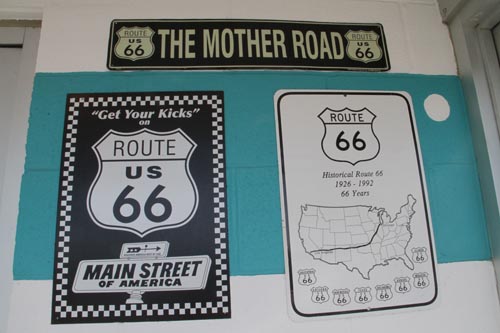 ROUTE
US
66
THE MOTHER ROAD
ROUTE
US
66
"Get Your Kicks"
on
ROUTE
US
66
MAIN STREET
OF AMERICA
ROUTE
66
Historical Route 66
1926 - 1992
66 Years
66
66
66
66
66
66
66